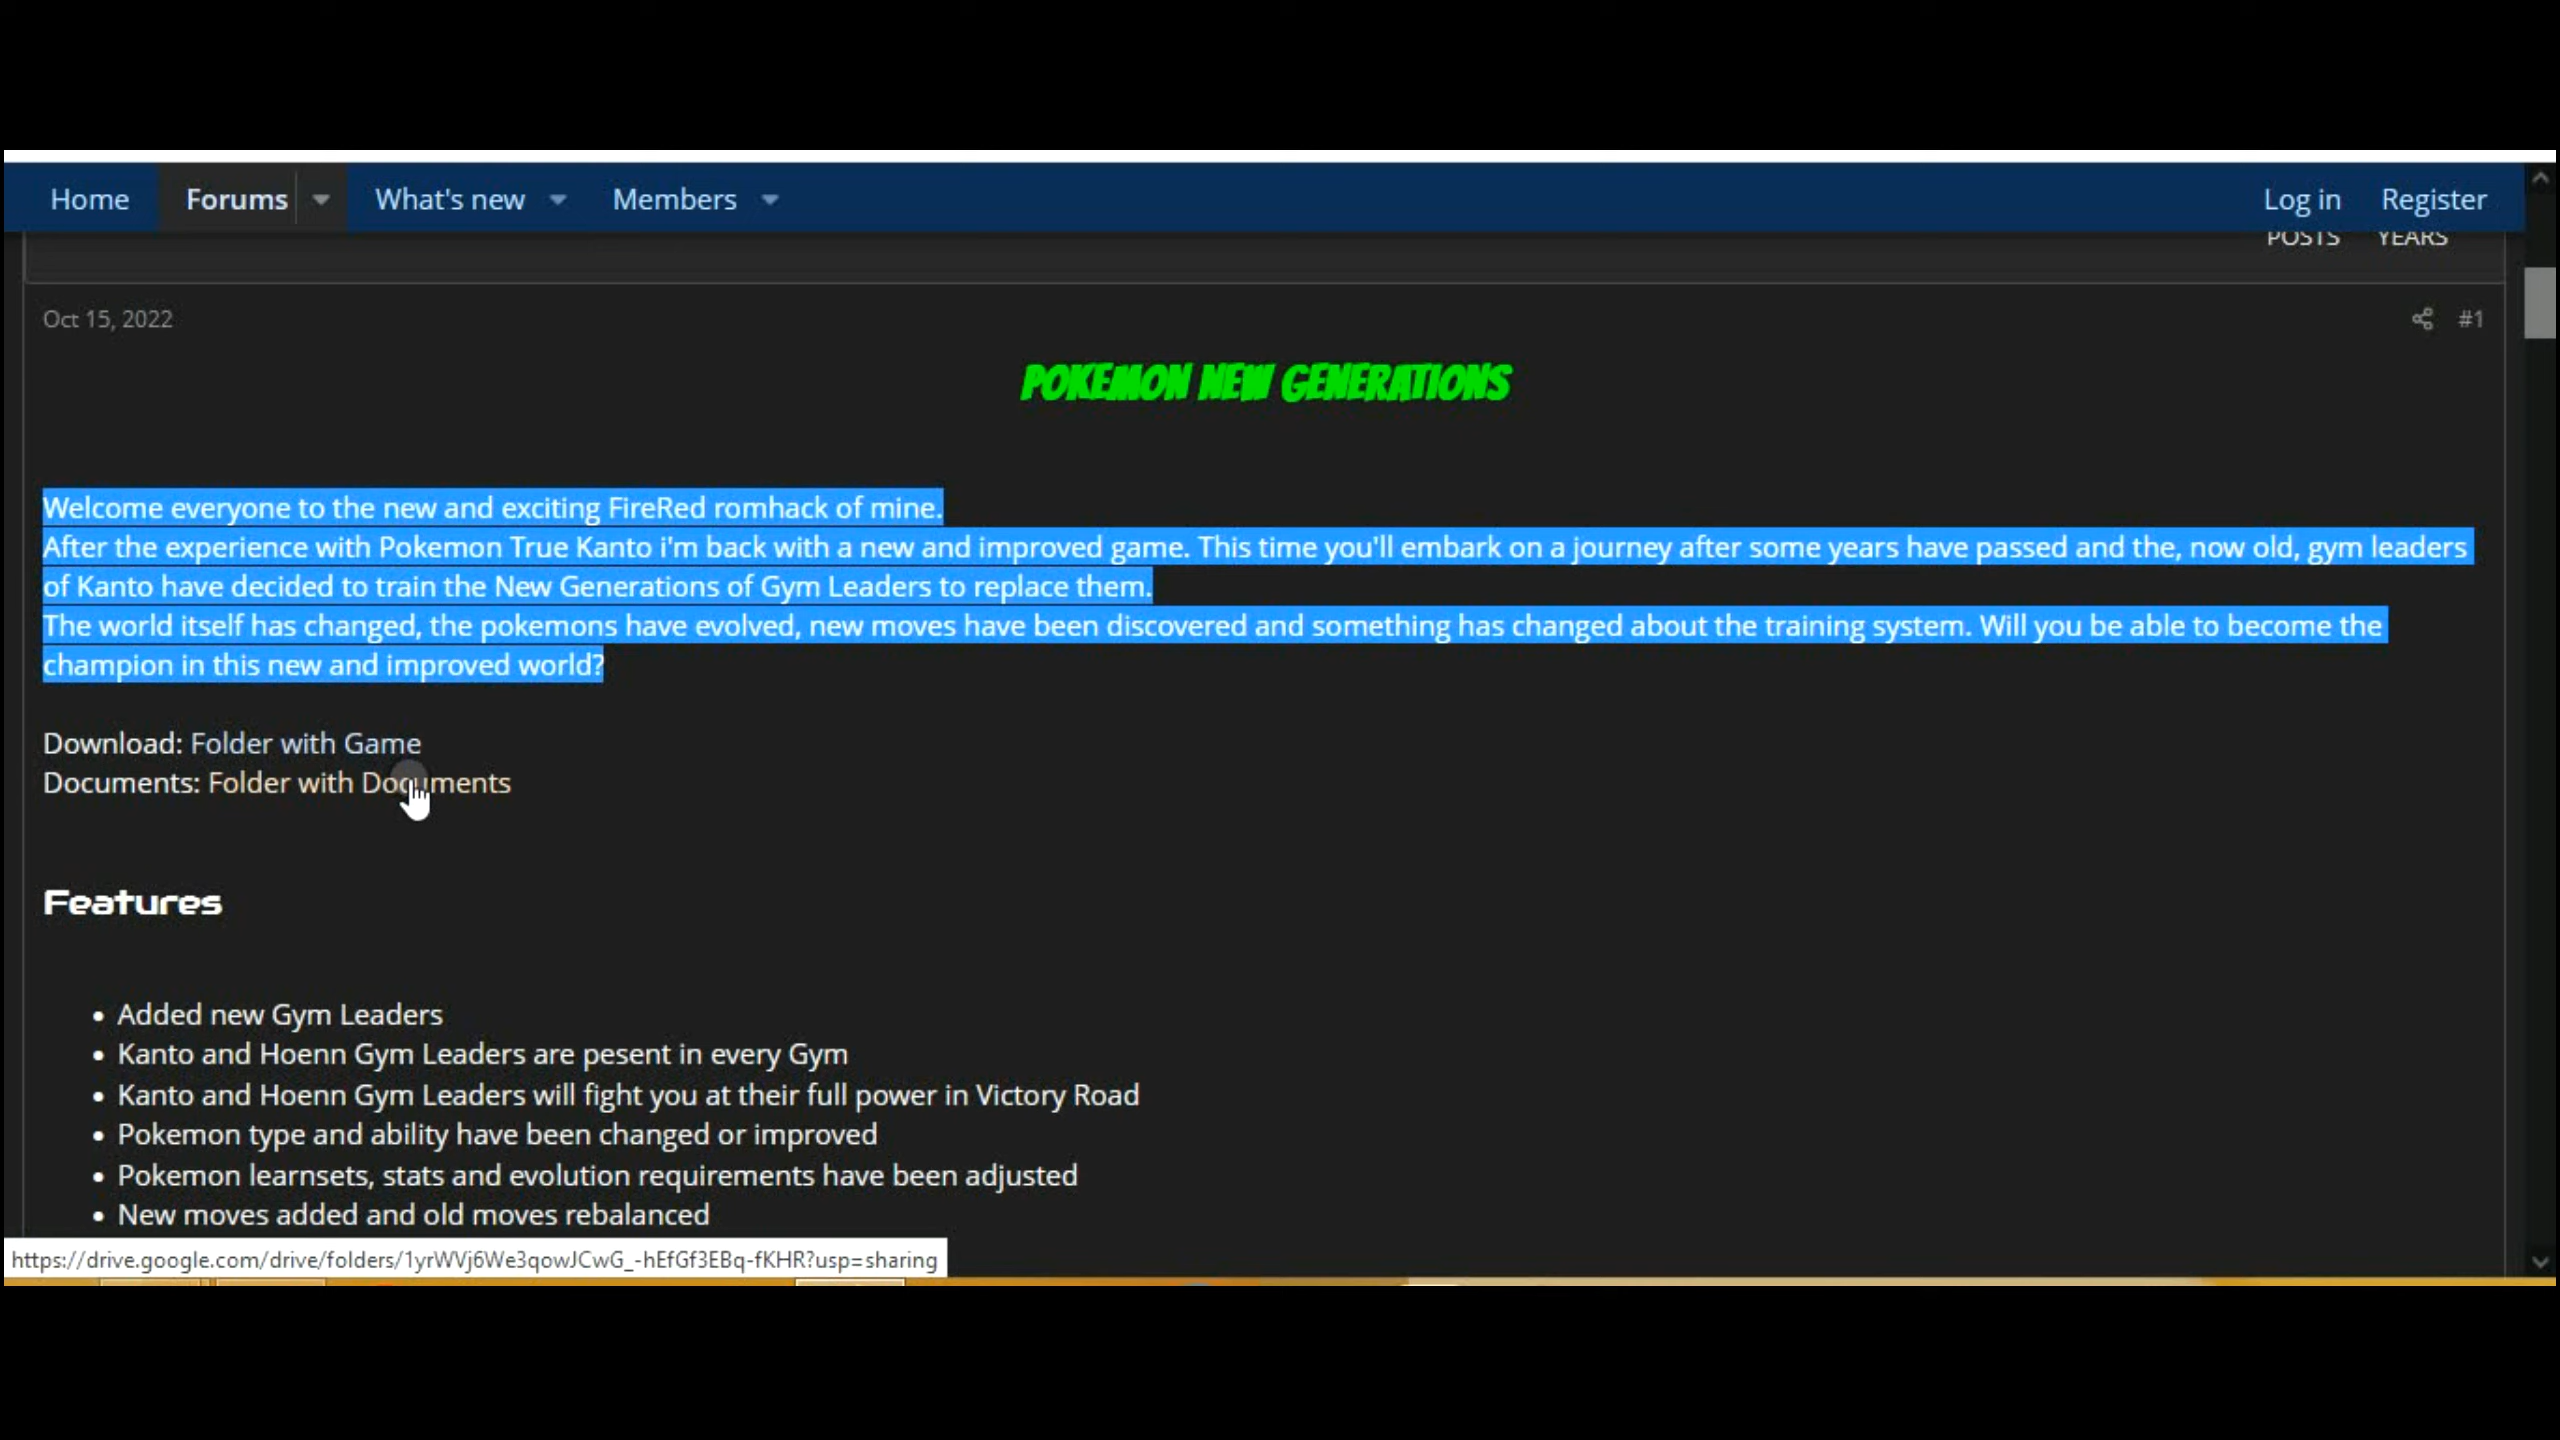 Home Forums What's new Members Log in Register
POSTS YEARS
Oct 15, 2022 #1
POKEMON NEW GENERATIONS
Welcome everyone to the new and exciting FireRed romhack of mine.
After the experience with Pokemon True Kanto i'm back with a new and improved game. This time you'll embark on a journey after some years have passed and the, now old, gym leaders
of Kanto have decided to train the New Generations of Gym Leaders to replace them.
The world itself has changed, the pokemons have evolved, new moves have been discovered and something has changed about the training system. Will you be able to become the
champion in this new and improved world?
Download: Folder with Game
Documents: Folder with Documents
Features
• Added new Gym Leaders
• Kanto and Hoenn Gym Leaders are pesent in every Gym
• Kanto and Hoenn Gym Leaders will fight you at their full power in Victory Road
• Pokemon type and ability have been changed or improved
• Pokemon learnsets, stats and evolution requirements have been adjusted
• New moves added and old moves rebalanced
https://drive.google.com/drive/folders/1yrWVj6We3qowJCwG_-hEfGf3EBq-fKHR?usp=sharing